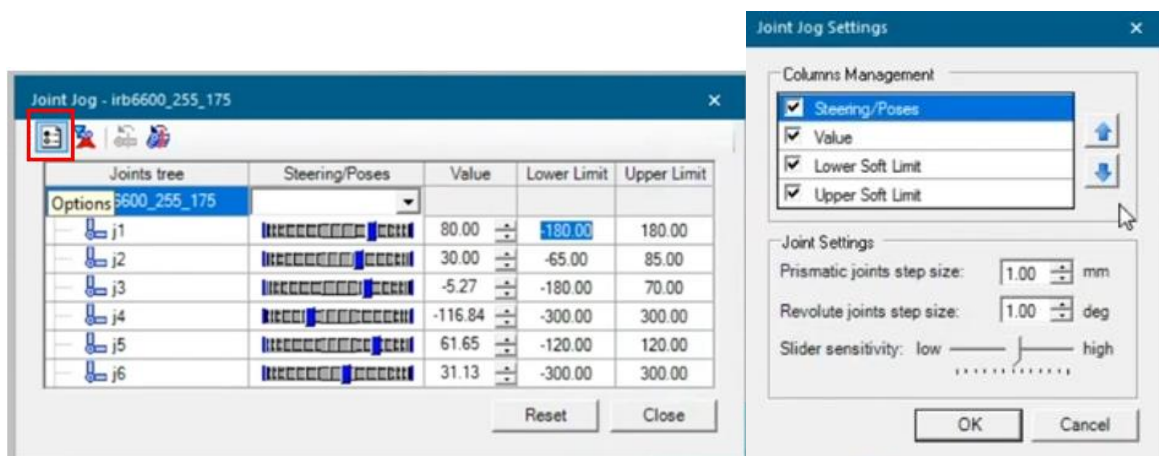 Joint Jog - irb6600_255_175
Joints tree Steering/Poses Value Lower Limit Upper Limit
Options 6600_255_175
j1 80.00 -180.00 180.00
j2 30.00 -65.00 85.00
j3 -5.27 -180.00 70.00
j4 -116.84 -300.00 300.00
j5 61.65 -120.00 120.00
j6 31.13 -300.00 300.00
Reset Close
Joint Jog Settings
Columns Management
Steering/Poses
Value
Lower Soft Limit
Upper Soft Limit
Joint Settings
Prismatic joints step size: 1.00 mm
Revolute joints step size: 1.00 deg
Slider sensitivity: low high
OK Cancel